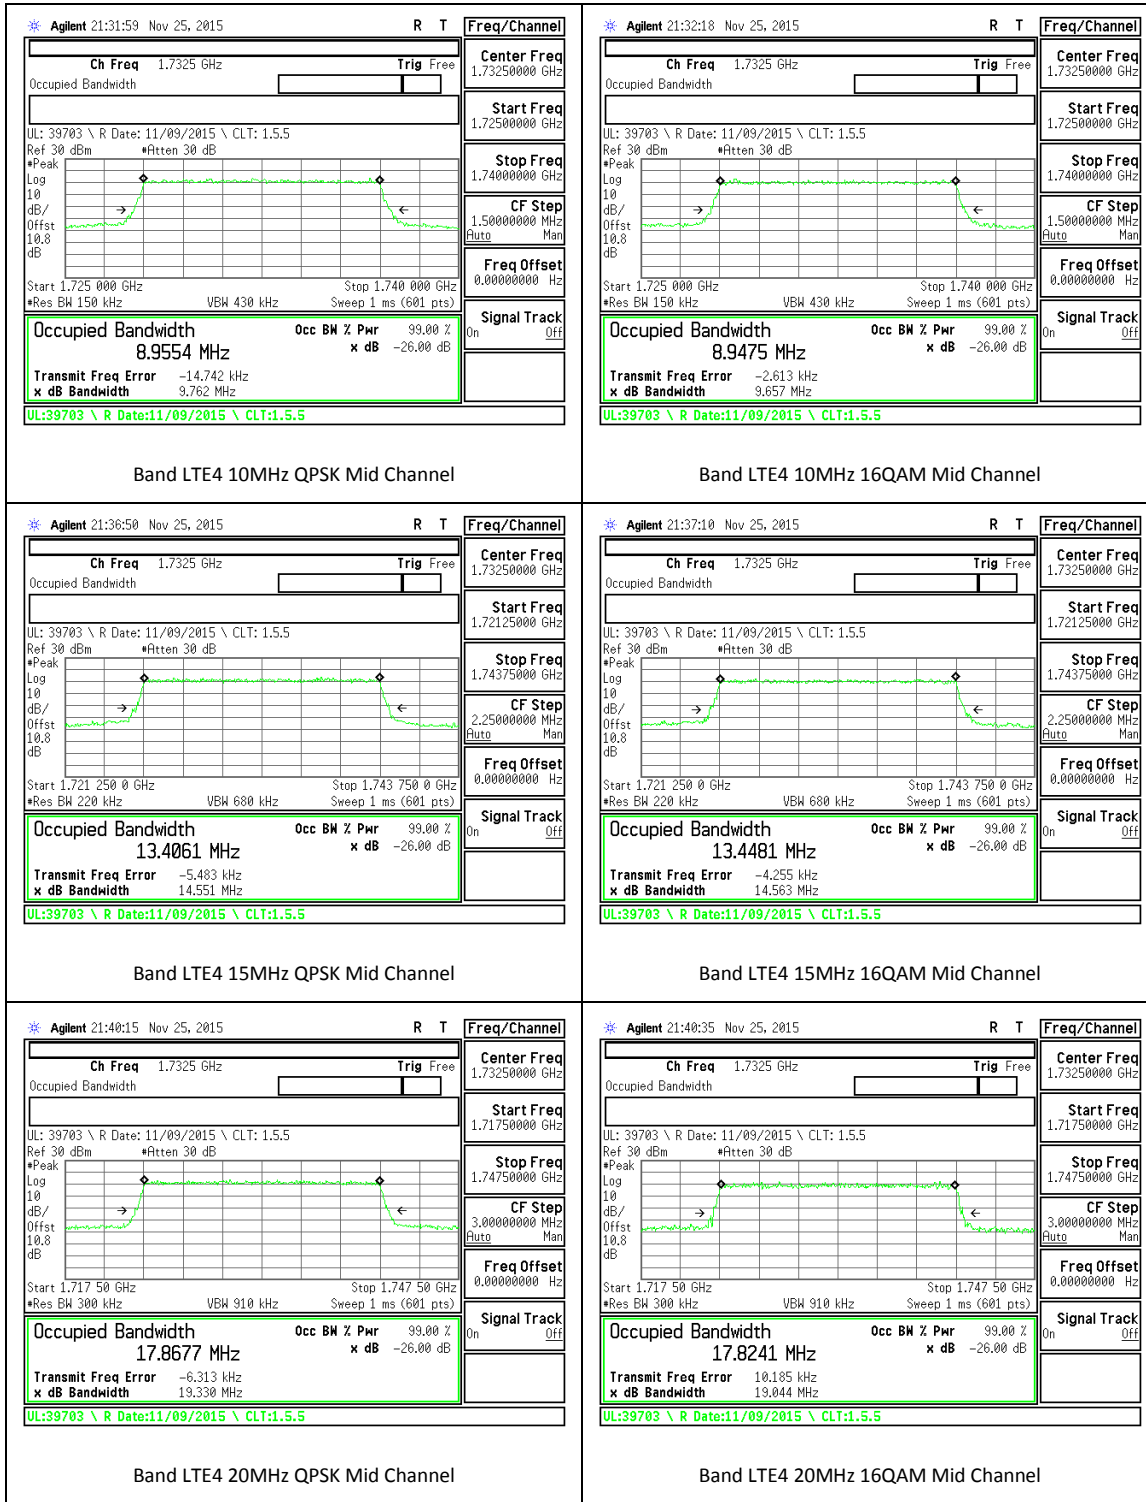 Agilent 21:31:59 Nov 25, 2015 R T Freq/Channel
Ch Freq 1.7325 GHz Trig Free
Occupied Bandwidth
Center Freq
1.73250000 GHz
Start Freq
1.72500000 GHz
UL: 39703 \ R Date: 11/09/2015 \ CLT: 1.5.5
Ref 30 dBm #Atten 30 dB
#Peak
Log
10
dB/
Offst
10.8
dB
Stop Freq
1.74000000 GHz
CF Step
1.50000000 MHz
Auto Man
Freq Offset
0.00000000 Hz
Start 1.725 000 GHz Stop 1.740 000 GHz
#Res BW 150 kHz VBW 430 kHz Sweep 1 ms (601 pts)
Signal Track
On Off
Occupied Bandwidth Occ BW % Pwr 99.00 %
8.9554 MHz x dB -26.00 dB
Transmit Freq Error -14.742 kHz
x dB Bandwidth 9.762 MHz
UL:39703 \ R Date:11/09/2015 \ CLT:1.5.5
Band LTE4 10MHz QPSK Mid Channel
Agilent 21:32:18 Nov 25, 2015 R T Freq/Channel
Ch Freq 1.7325 GHz Trig Free
Occupied Bandwidth
Center Freq
1.73250000 GHz
Start Freq
1.72500000 GHz
UL: 39703 \ R Date: 11/09/2015 \ CLT: 1.5.5
Ref 30 dBm #Atten 30 dB
#Peak
Log
10
dB/
Offst
10.8
dB
Stop Freq
1.74000000 GHz
CF Step
1.50000000 MHz
Auto Man
Freq Offset
0.00000000 Hz
Start 1.725 000 GHz Stop 1.740 000 GHz
#Res BW 150 kHz VBW 430 kHz Sweep 1 ms (601 pts)
Signal Track
On Off
Occupied Bandwidth Occ BW % Pwr 99.00 %
8.9475 MHz x dB -26.00 dB
Transmit Freq Error -2.613 kHz
x dB Bandwidth 9.657 MHz
UL:39703 \ R Date:11/09/2015 \ CLT:1.5.5
Band LTE4 10MHz 16QAM Mid Channel
Agilent 21:36:50 Nov 25, 2015 R T Freq/Channel
Ch Freq 1.7325 GHz Trig Free
Occupied Bandwidth
Center Freq
1.73250000 GHz
Start Freq
1.72125000 GHz
UL: 39703 \ R Date: 11/09/2015 \ CLT: 1.5.5
Ref 30 dBm #Atten 30 dB
#Peak
Log
10
dB/
Offst
10.8
dB
Stop Freq
1.74375000 GHz
CF Step
2.25000000 MHz
Auto Man
Freq Offset
0.00000000 Hz
Start 1.721 250 0 GHz Stop 1.743 750 0 GHz
#Res BW 220 kHz VBW 680 kHz Sweep 1 ms (601 pts)
Signal Track
On Off
Occupied Bandwidth Occ BW % Pwr 99.00 %
13.4061 MHz x dB -26.00 dB
Transmit Freq Error -5.483 kHz
x dB Bandwidth 14.551 MHz
UL:39703 \ R Date:11/09/2015 \ CLT:1.5.5
Band LTE4 15MHz QPSK Mid Channel
Agilent 21:37:10 Nov 25, 2015 R T Freq/Channel
Ch Freq 1.7325 GHz Trig Free
Occupied Bandwidth
Center Freq
1.73250000 GHz
Start Freq
1.72125000 GHz
UL: 39703 \ R Date: 11/09/2015 \ CLT: 1.5.5
Ref 30 dBm #Atten 30 dB
#Peak
Log
10
dB/
Offst
10.8
dB
Stop Freq
1.74375000 GHz
CF Step
2.25000000 MHz
Auto Man
Freq Offset
0.00000000 Hz
Start 1.721 250 0 GHz Stop 1.743 750 0 GHz
#Res BW 220 kHz VBW 680 kHz Sweep 1 ms (601 pts)
Signal Track
On Off
Occupied Bandwidth Occ BW % Pwr 99.00 %
13.4481 MHz x dB -26.00 dB
Transmit Freq Error -4.255 kHz
x dB Bandwidth 14.563 MHz
UL:39703 \ R Date:11/09/2015 \ CLT:1.5.5
Band LTE4 15MHz 16QAM Mid Channel
Agilent 21:40:15 Nov 25, 2015 R T Freq/Channel
Ch Freq 1.7325 GHz Trig Free
Occupied Bandwidth
Center Freq
1.73250000 GHz
Start Freq
1.71750000 GHz
UL: 39703 \ R Date: 11/09/2015 \ CLT: 1.5.5
Ref 30 dBm #Atten 30 dB
#Peak
Log
10
dB/
Offst
10.8
dB
Stop Freq
1.74750000 GHz
CF Step
3.00000000 MHz
Auto Man
Freq Offset
0.00000000 Hz
Start 1.717 50 GHz Stop 1.747 50 GHz
#Res BW 300 kHz VBW 910 kHz Sweep 1 ms (601 pts)
Signal Track
On Off
Occupied Bandwidth Occ BW % Pwr 99.00 %
17.8677 MHz x dB -26.00 dB
Transmit Freq Error -6.313 kHz
x dB Bandwidth 19.330 MHz
UL:39703 \ R Date:11/09/2015 \ CLT:1.5.5
Band LTE4 20MHz QPSK Mid Channel
Agilent 21:40:35 Nov 25, 2015 R T Freq/Channel
Ch Freq 1.7325 GHz Trig Free
Occupied Bandwidth
Center Freq
1.73250000 GHz
Start Freq
1.71750000 GHz
UL: 39703 \ R Date: 11/09/2015 \ CLT: 1.5.5
Ref 30 dBm #Atten 30 dB
#Peak
Log
10
dB/
Offst
10.8
dB
Stop Freq
1.74750000 GHz
CF Step
3.00000000 MHz
Auto Man
Freq Offset
0.00000000 Hz
Start 1.717 50 GHz Stop 1.747 50 GHz
#Res BW 300 kHz VBW 910 kHz Sweep 1 ms (601 pts)
Signal Track
On Off
Occupied Bandwidth Occ BW % Pwr 99.00 %
17.8241 MHz x dB -26.00 dB
Transmit Freq Error 10.185 kHz
x dB Bandwidth 19.044 MHz
UL:39703 \ R Date:11/09/2015 \ CLT:1.5.5
Band LTE4 20MHz 16QAM Mid Channel